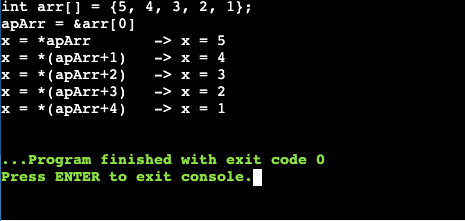 int arr[] = {5, 4, 3, 2, 1};
apArr = &arr[0]
x = *apArr       -> x = 5
x = *(apArr+1)   -> x = 4
x = *(apArr+2)   -> x = 3
x = *(apArr+3)   -> x = 2
x = *(apArr+4)   -> x = 1
...Program finished with exit code 0
Press ENTER to exit console.